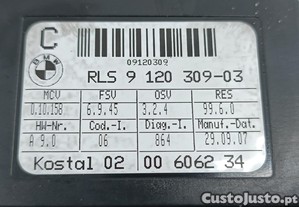 C
BMW
09120309
RLS 9 120 309-03
MCV FSV OSV RES
0.10.158 6.9.45 3.2.4 99.6.0
HW-Nr. Cod.-I. Diag.-I. Manuf.-Dat.
A 9.0 06 864 29.09.07
Kostal 02 00 6062 34
CustoJusto.pt